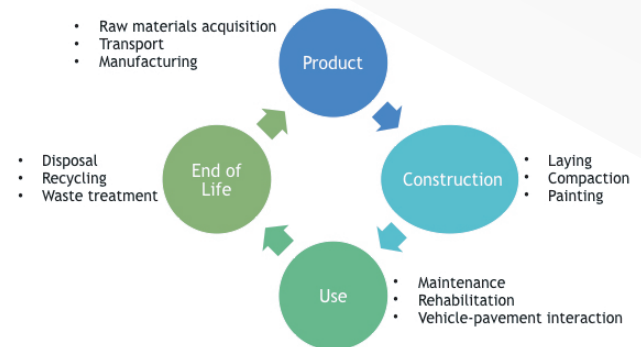 • Raw materials acquisition
• Transport
• Manufacturing
Product
• Disposal
• Recycling
• Waste treatment
End of
Life
Construction
• Laying
• Compaction
• Painting
Use
• Maintenance
• Rehabilitation
• Vehicle-pavement interaction